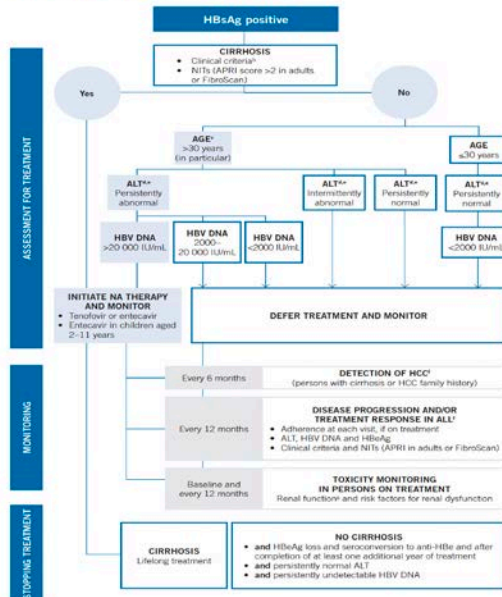 HBsAg positive
CIRRHOSIS
• Clinical criteriaᵇ
• NITs (APRI score >2 in adults
or FibroScan)
Yes
No
ASSESSMENT FOR TREATMENT
AGEᶜ
>30 years
(in particular)
AGE
≤30 years
ALTᵈ,ᵉ
Persistently
abnormal
ALTᵈ,ᵉ
Intermittently
abnormal
ALTᵈ,ᵉ
Persistently
normal
ALTᵈ,ᵉ
Persistently
normal
HBV DNA
>20 000 IU/mL
HBV DNA
2000–
20 000 IU/mL
HBV DNA
<2000 IU/mL
HBV DNA
<2000 IU/mL
INITIATE NA THERAPY
AND MONITOR
• Tenofovir or entecavir
• Entecavir in children aged
2–11 years
DEFER TREATMENT AND MONITOR
MONITORING
Every 6 months
DETECTION OF HCCᶠ
(persons with cirrhosis or HCC family history)
Every 12 months
DISEASE PROGRESSION AND/OR
TREATMENT RESPONSE IN ALLᶠ
• Adherence at each visit, if on treatment
• ALT, HBV DNA and HBeAg
• Clinical criteria and NITs (APRI in adults or FibroScan)
Baseline and
every 12 months
TOXICITY MONITORING
IN PERSONS ON TREATMENT
Renal functionᵍ and risk factors for renal dysfunction
STOPPING TREATMENT
CIRRHOSIS
Lifelong treatment
NO CIRRHOSIS
• and HBeAg loss and seroconversion to anti-HBe and after
completion of at least one additional year of treatment
• and persistently normal ALT
• and persistently undetectable HBV DNA